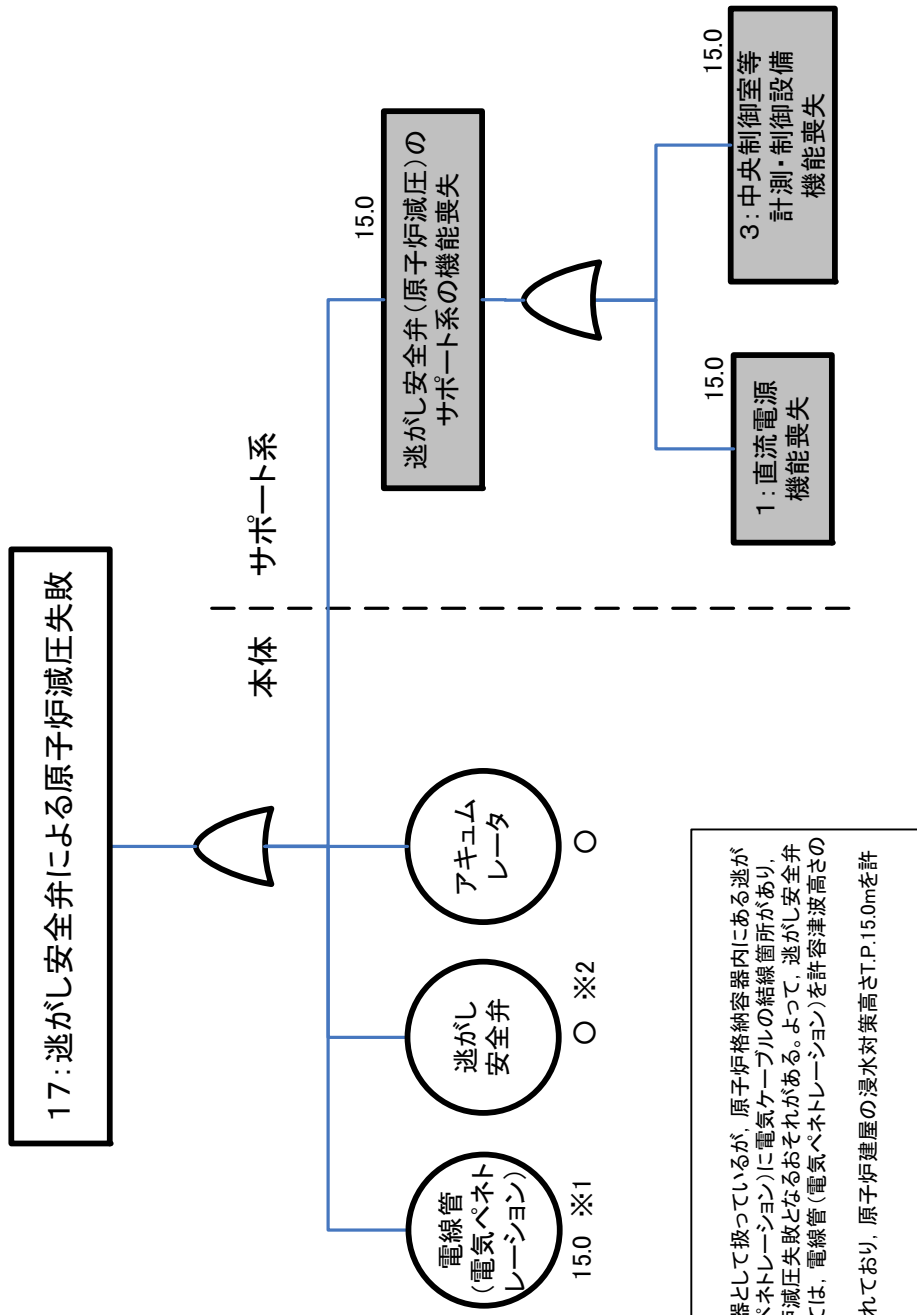 17:逃がし安全弁による原子炉減圧失敗
本体
サポート系
電線管
(電気ペネト
レーション)
15.0 ※1
逃がし
安全弁
○ ※2
アキュム
レータ
○
15.0
逃がし安全弁(原子炉減圧)の
サポート系の機能喪失
15.0
1:直流電源
機能喪失
15.0
3:中央制御室等
計測・制御設備
機能喪失
器として扱っているが,原子炉格納容器内にある逃が
ペネトレーション)に電気ケーブルの結線箇所があり,
減圧失敗となるおそれがある。よって,逃がし安全弁
ては,電線管(電気ペネトレーション)を許容津波高さの
れており,原子炉建屋の浸水対策高さT.P.15.0mを許